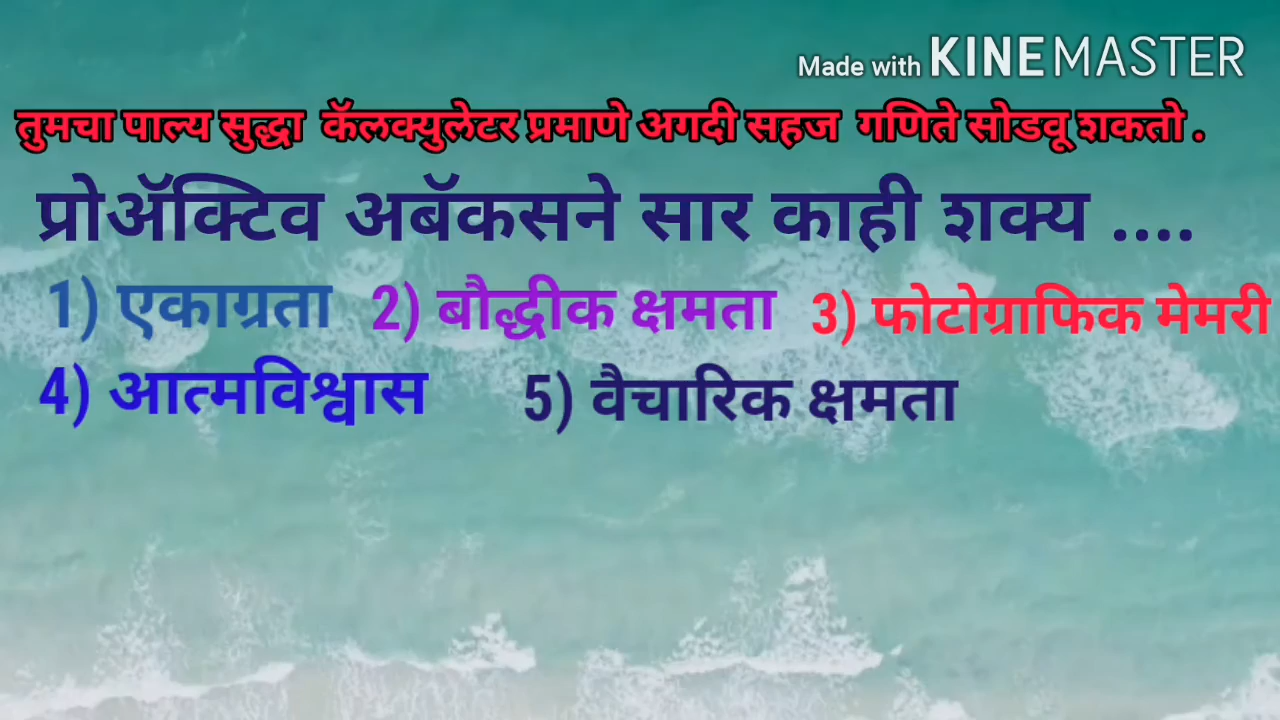 Made with KINEMASTER
तुमचा पाल्य सुद्धा कॅलक्युलेटर प्रमाणे अगदी सहज गणिते सोडवू शकतो .
प्रोॲक्टिव अबॅकसने सार काही शक्य ....
1) एकाग्रता 2) बौद्धीक क्षमता 3) फोटोग्राफिक मेमरी
4) आत्मविश्वास 5) वैचारिक क्षमता